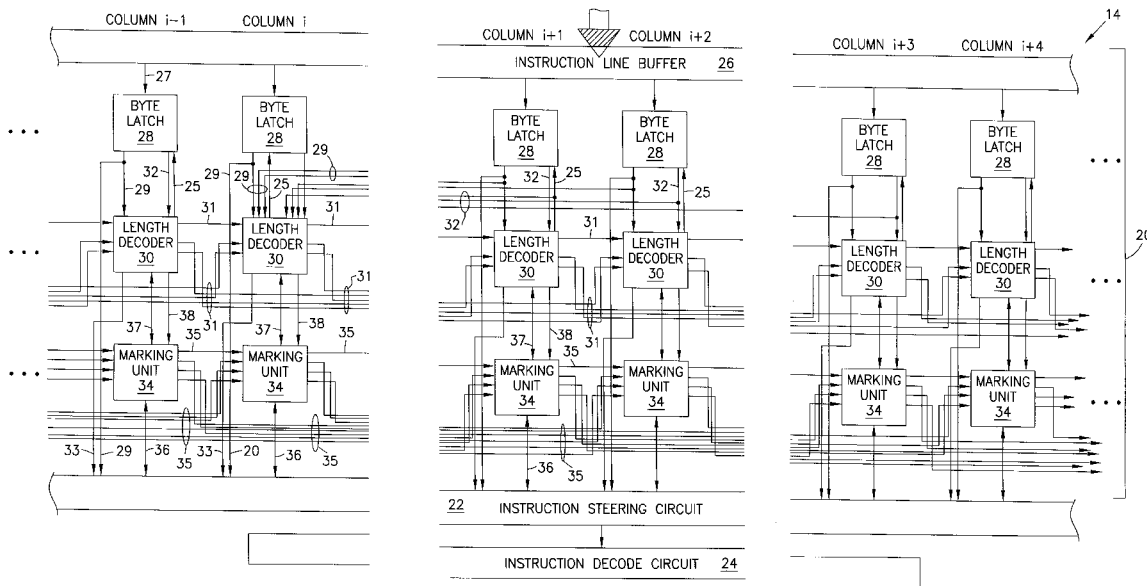 COLUMN i-1 COLUMN i
27
BYTE LATCH 28
BYTE LATCH 28
29 32 25 29 29 25 29
31 31
LENGTH DECODER 30
LENGTH DECODER 30
31 31
37 38 37 38
35 35
MARKING UNIT 34
MARKING UNIT 34
35 35
33 29 36 33 20 36
COLUMN i+1 COLUMN i+2
INSTRUCTION LINE BUFFER 26
BYTE LATCH 28
BYTE LATCH 28
32 25 32 25
32
31
LENGTH DECODER 30
LENGTH DECODER 30
31
37 38
35
MARKING UNIT 34
MARKING UNIT 34
35
36
22 INSTRUCTION STEERING CIRCUIT
INSTRUCTION DECODE CIRCUIT 24
14
COLUMN i+3 COLUMN i+4
BYTE LATCH 28
BYTE LATCH 28
20
LENGTH DECODER 30
LENGTH DECODER 30
MARKING UNIT 34
MARKING UNIT 34